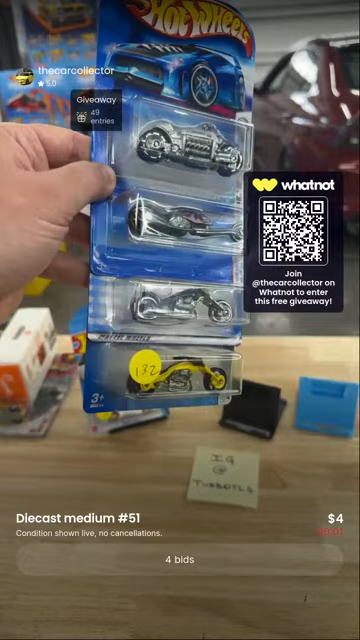 Hot Wheels
thecarcollector
★ 5.0
Giveaway
49
entries
whatnot
Join
@thecarcollector on
Whatnot to enter
this free giveaway!
132
3+
IG
@
Diecast medium #51
$4
Condition shown live, no cancellations.
4 bids